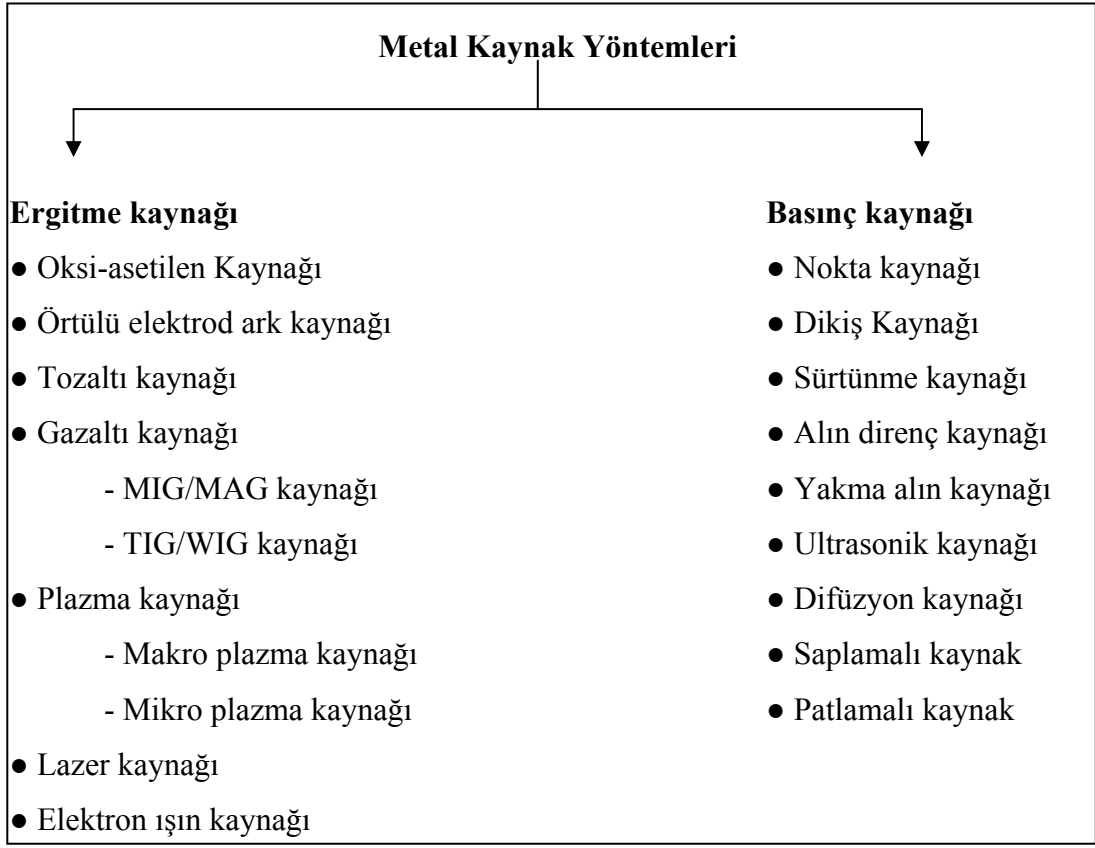 Metal Kaynak Yöntemleri
Ergitme kaynağı
● Oksi-asetilen Kaynağı
● Örtülü elektrod ark kaynağı
● Tozaltı kaynağı
● Gazaltı kaynağı
- MIG/MAG kaynağı
- TIG/WIG kaynağı
● Plazma kaynağı
- Makro plazma kaynağı
- Mikro plazma kaynağı
● Lazer kaynağı
● Elektron ışın kaynağı
Basınç kaynağı
● Nokta kaynağı
● Dikiş Kaynağı
● Sürtünme kaynağı
● Alın direnç kaynağı
● Yakma alın kaynağı
● Ultrasonik kaynağı
● Difüzyon kaynağı
● Saplamalı kaynak
● Patlamalı kaynak